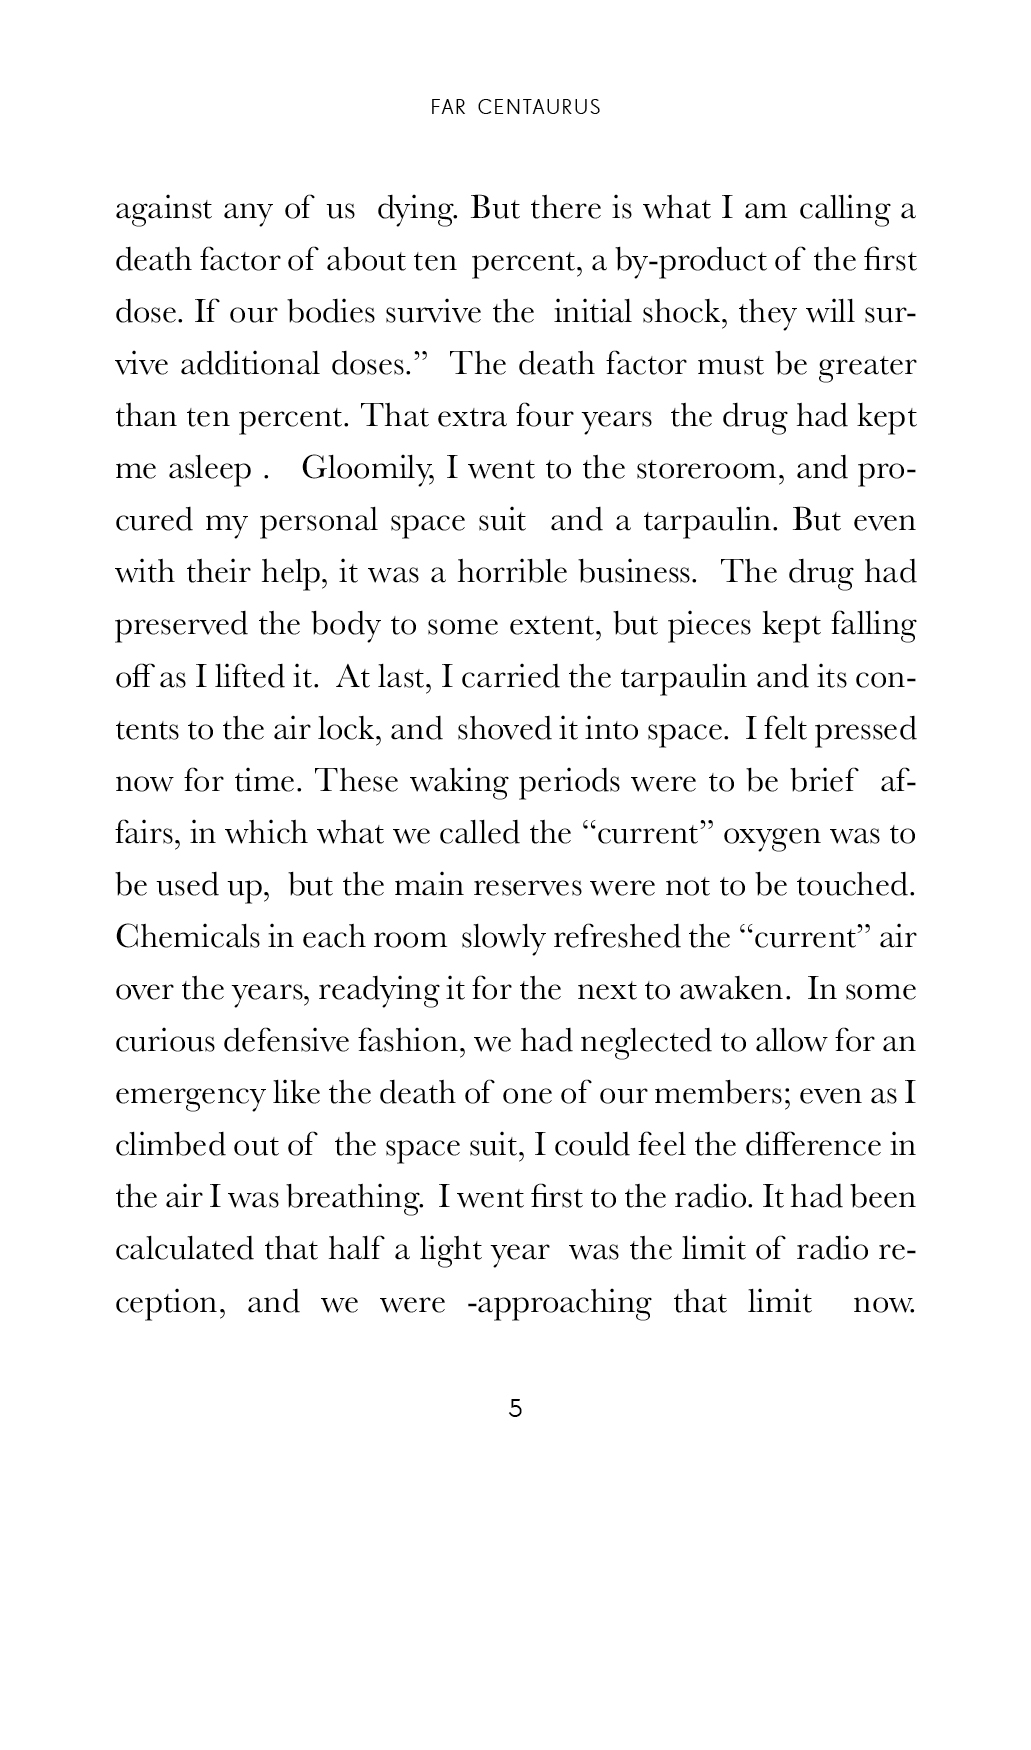 FAR CENTAURUS
against any of us dying. But there is what I am calling a
death factor of about ten percent, a by-product of the first
dose. If our bodies survive the initial shock, they will sur-
vive additional doses.” The death factor must be greater
than ten percent. That extra four years the drug had kept
me asleep . Gloomily, I went to the storeroom, and pro-
cured my personal space suit and a tarpaulin. But even
with their help, it was a horrible business. The drug had
preserved the body to some extent, but pieces kept falling
off as I lifted it. At last, I carried the tarpaulin and its con-
tents to the air lock, and shoved it into space. I felt pressed
now for time. These waking periods were to be brief af-
fairs, in which what we called the “current” oxygen was to
be used up, but the main reserves were not to be touched.
Chemicals in each room slowly refreshed the “current” air
over the years, readying it for the next to awaken. In some
curious defensive fashion, we had neglected to allow for an
emergency like the death of one of our members; even as I
climbed out of the space suit, I could feel the difference in
the air I was breathing. I went first to the radio. It had been
calculated that half a light year was the limit of radio re-
ception, and we were -approaching that limit now.
5